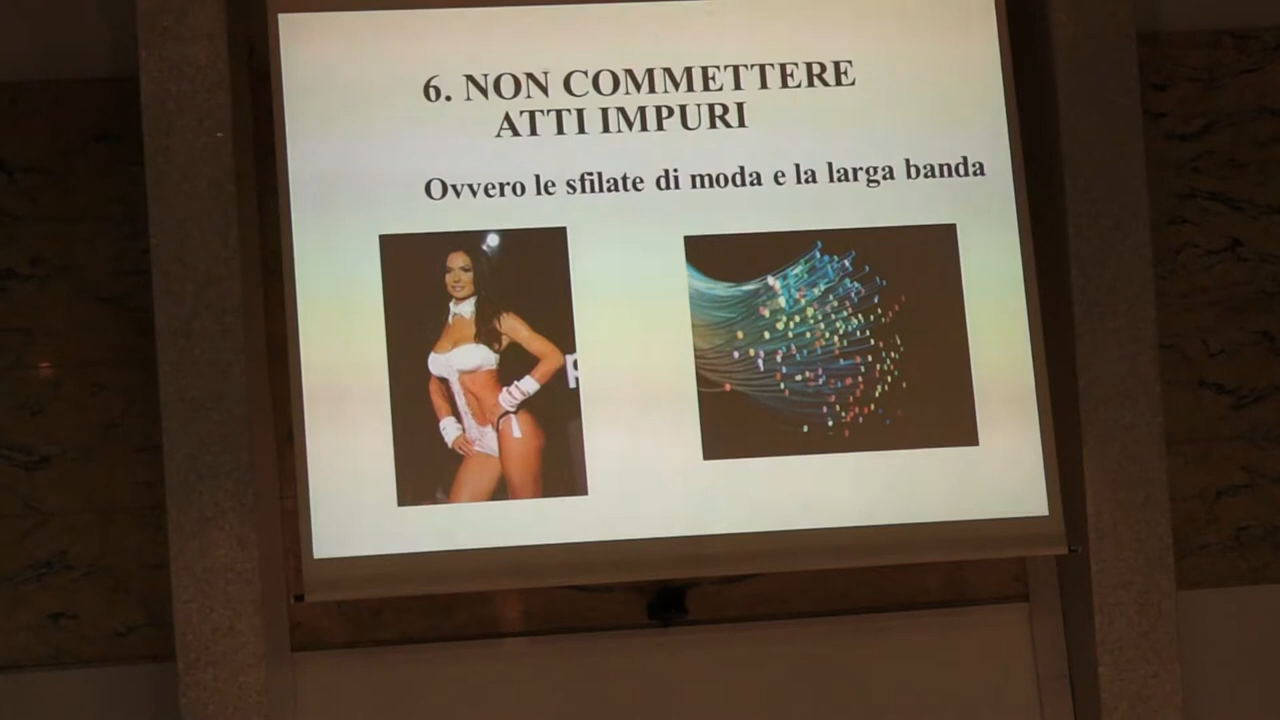 6. NON COMMETTERE
ATTI IMPURI
Ovvero le sfilate di moda e la larga banda